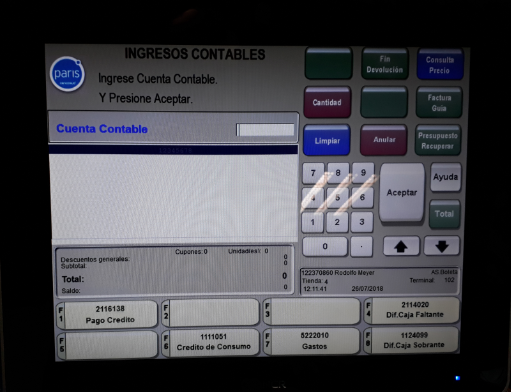 INGRESOS CONTABLES
paris
Ingrese Cuenta Contable.
Y Presione Aceptar.
Cuenta Contable
Fin Devolución
Consulta Precio
Cantidad
Factura Guia
Limpiar
Anular
Presupuesto Recuperar
7 8 9
4 5 6
1 2 3
0 .
Aceptar
Ayuda
Total
Cupones: 0 Unidad(es): 0
Descuentos generales: 0
Subtotal: 0
Total: 0
Saldo: 0
122370860 Rodolfo Meyer AS.Boleta
Tienda: 4 Terminal: 102
12:11:41 26/07/2018
F1 2116138 Pago Credito
F2
F3
F4 2114020 Dif.Caja Faltante
F5
F6 1111051 Credito de Consumo
F7 5222010 Gastos
F8 1124099 Dif.Caja Sobrante